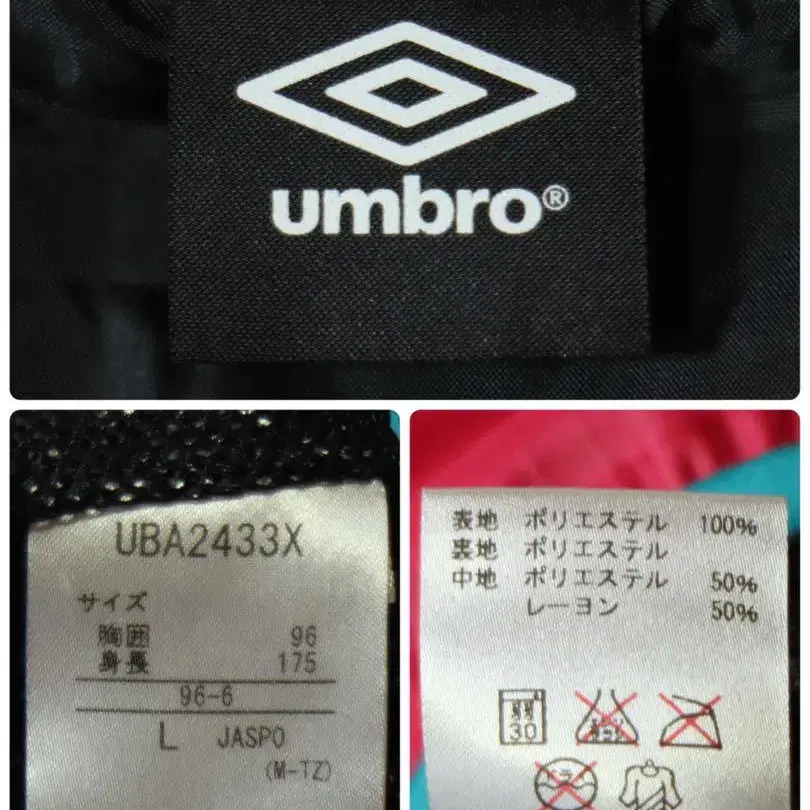 umbro®
UBA2433X
サイズ
胸囲 96
身長 175
96-6
L JASPO
(M-TZ)
表地 ポリエステル 100%
裏地 ポリエステル
中地 ポリエステル 50%
レーヨン 50%
30